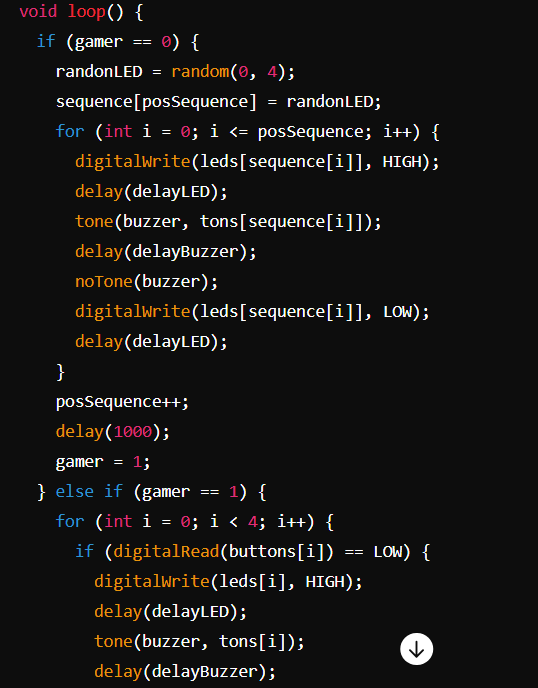 void loop() {
  if (gamer == 0) {
    randonLED = random(0, 4);
    sequence[posSequence] = randonLED;
    for (int i = 0; i <= posSequence; i++) {
      digitalWrite(leds[sequence[i]], HIGH);
      delay(delayLED);
      tone(buzzer, tons[sequence[i]]);
      delay(delayBuzzer);
      noTone(buzzer);
      digitalWrite(leds[sequence[i]], LOW);
      delay(delayLED);
    }
    posSequence++;
    delay(1000);
    gamer = 1;
  } else if (gamer == 1) {
    for (int i = 0; i < 4; i++) {
      if (digitalRead(buttons[i]) == LOW) {
        digitalWrite(leds[i], HIGH);
        delay(delayLED);
        tone(buzzer, tons[i]);
        delay(delayBuzzer);